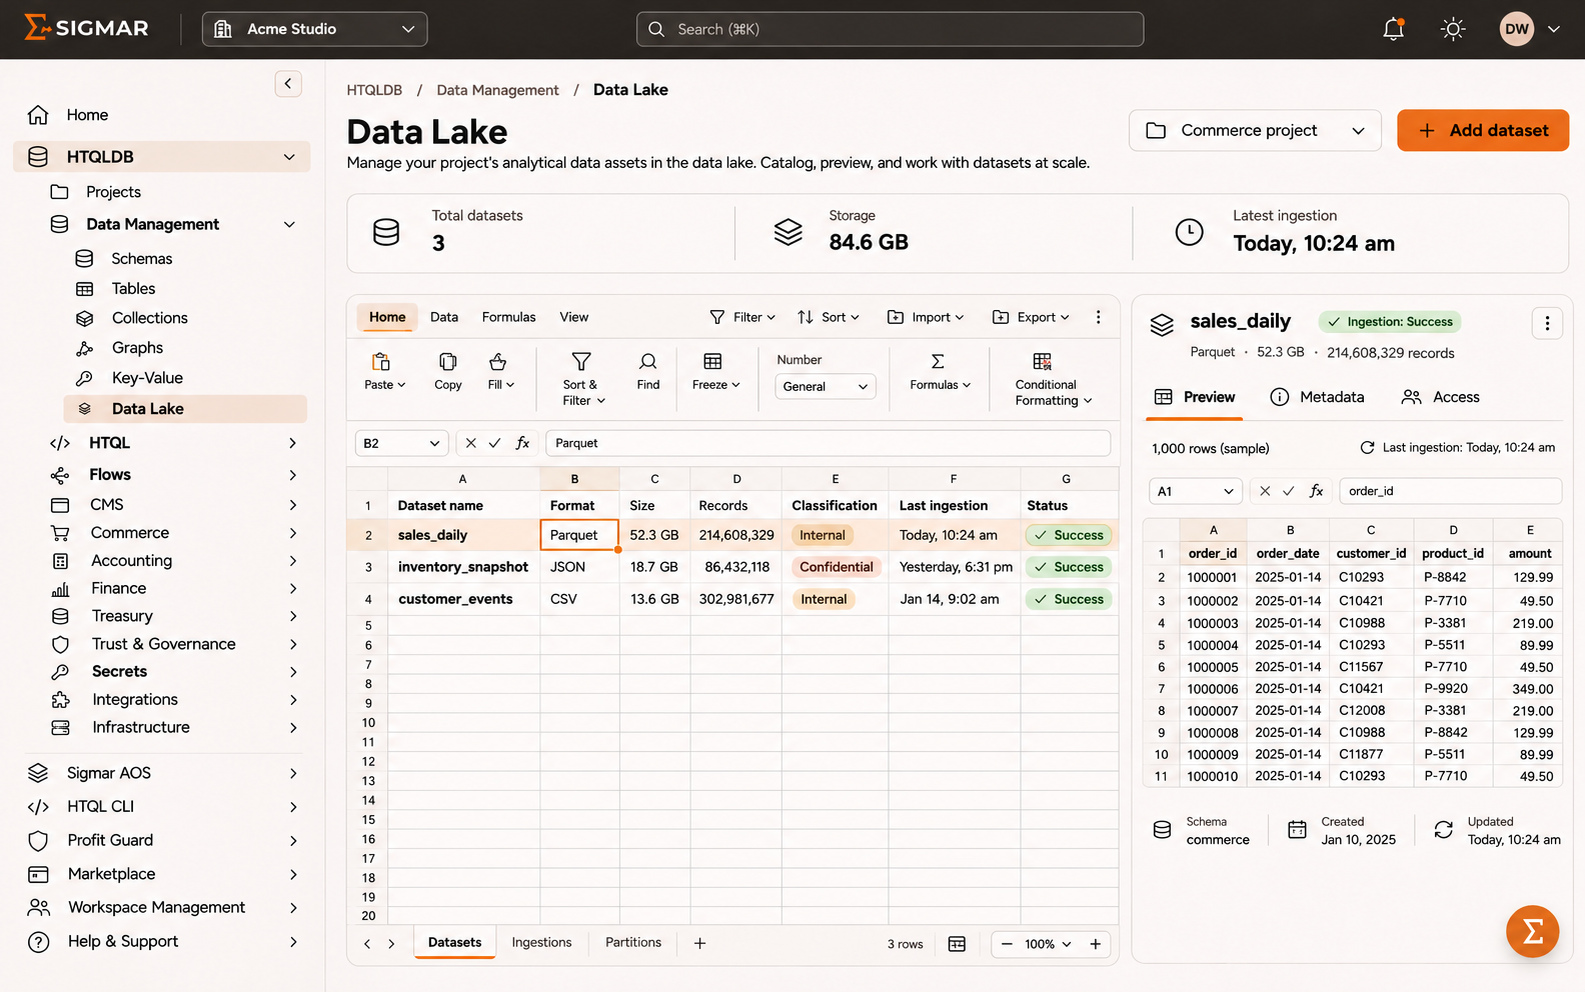 SIGMAR
Acme Studio
Search (⌘K)
DW
Home
HTQLDB
Projects
Data Management
Schemas
Tables
Collections
Graphs
Key-Value
Data Lake
HTQL
Flows
CMS
Commerce
Accounting
Finance
Treasury
Trust & Governance
Secrets
Integrations
Infrastructure
Sigmar AOS
HTQL CLI
Profit Guard
Marketplace
Workspace Management
Help & Support
HTQLDB / Data Management / Data Lake
Data Lake
Manage your project's analytical data assets in the data lake. Catalog, preview, and work with datasets at scale.
Commerce project
+ Add dataset
Total datasets
3
Storage
84.6 GB
Latest ingestion
Today, 10:24 am
Home Data Formulas View Filter Sort Import Export
Paste Copy Fill Sort & Filter Find Freeze Number General Formulas Conditional Formatting
B2 fx Parquet
A B C D E F G
1 Dataset name Format Size Records Classification Last ingestion Status
2 sales_daily Parquet 52.3 GB 214,608,329 Internal Today, 10:24 am Success
3 inventory_snapshot JSON 18.7 GB 86,432,118 Confidential Yesterday, 6:31 pm Success
4 customer_events CSV 13.6 GB 302,981,677 Internal Jan 14, 9:02 am Success
5
6
7
8
9
10
11
12
13
14
15
16
17
18
19
20
Datasets Ingestions Partitions + 3 rows − 100% +
sales_daily Ingestion: Success
Parquet · 52.3 GB · 214,608,329 records
Preview Metadata Access
1,000 rows (sample) Last ingestion: Today, 10:24 am
A1 fx order_id
A B C D E
1 order_id order_date customer_id product_id amount
2 1000001 2025-01-14 C10293 P-8842 129.99
3 1000002 2025-01-14 C10421 P-7710 49.50
4 1000003 2025-01-14 C10988 P-3381 219.00
5 1000004 2025-01-14 C10293 P-5511 89.99
6 1000005 2025-01-14 C11567 P-7710 49.50
7 1000006 2025-01-14 C10421 P-9920 349.00
8 1000007 2025-01-14 C12008 P-3381 219.00
9 1000008 2025-01-14 C10988 P-8842 129.99
10 1000009 2025-01-14 C11877 P-5511 89.99
11 1000010 2025-01-14 C10293 P-7710 49.50
Schema
commerce
Created
Jan 10, 2025
Updated
Today, 10:24 am
Σ